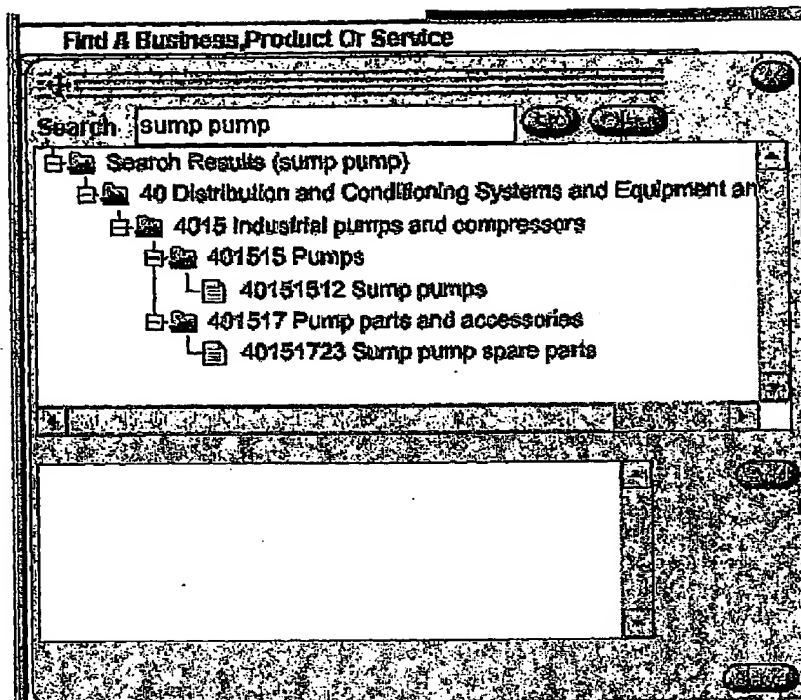 Find A Business,Product Or Service
Search sump pump
Search Results (sump pump)
40 Distribution and Conditioning Systems and Equipment an
4015 Industrial pumps and compressors
401515 Pumps
40151512 Sump pumps
401517 Pump parts and accessories
40151723 Sump pump spare parts